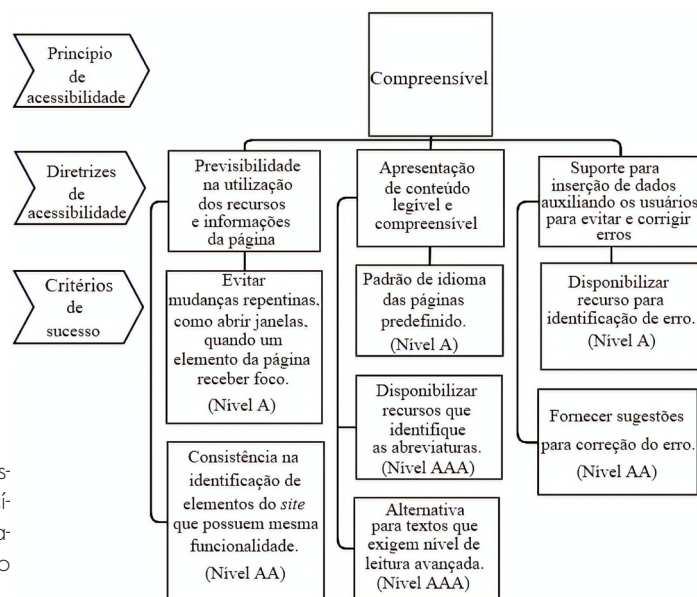 Princípio
de
acessibilidade
Compreensível
Diretrizes
de
acessibilidade
Previsibilidade
na utilização
dos recursos
e informações
da página
Apresentação
de conteúdo
legível e
compreensível
Suporte para
inserção de dados
auxiliando os usuários
para evitar e corrigir
erros
Critérios
de
sucesso
Evitar
mudanças repentinas,
como abrir janelas,
quando um
elemento da página
receber foco.
(Nível A)
Padrão de idioma
das páginas
predefinido.
(Nível A)
Disponibilizar
recurso para
identificação de erro.
(Nível A)
Consistência na
identificação de
elementos do site
que possuem mesma
funcionalidade.
(Nível AA)
Disponibilizar
recursos que
identifique
as abreviaturas.
(Nível AAA)
Fornecer sugestões
para correção do erro.
(Nível AA)
Alternativa
para textos que
exigem nível de
leitura avançada.
(Nível AAA)
s-
cí-
a-
o